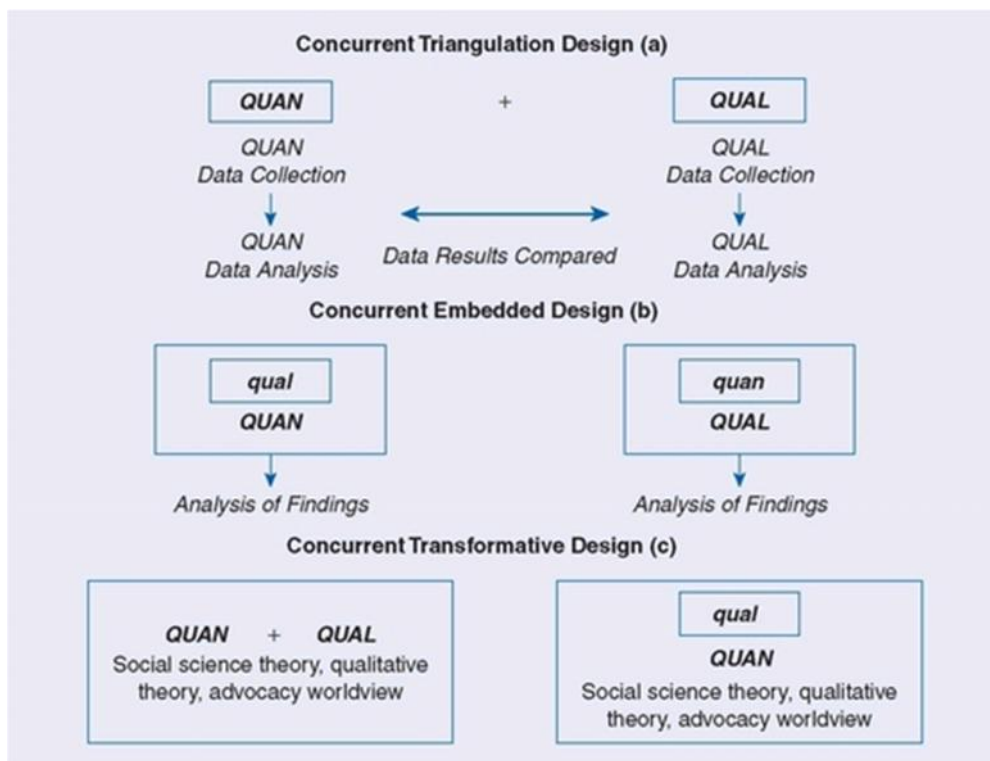 Concurrent Triangulation Design (a)
QUAN + QUAL
QUAN
Data Collection
QUAL
Data Collection
QUAN
Data Analysis
Data Results Compared
QUAL
Data Analysis
Concurrent Embedded Design (b)
qual
QUAN
quan
QUAL
Analysis of Findings
Analysis of Findings
Concurrent Transformative Design (c)
QUAN + QUAL
Social science theory, qualitative
theory, advocacy worldview
qual
QUAN
Social science theory, qualitative
theory, advocacy worldview